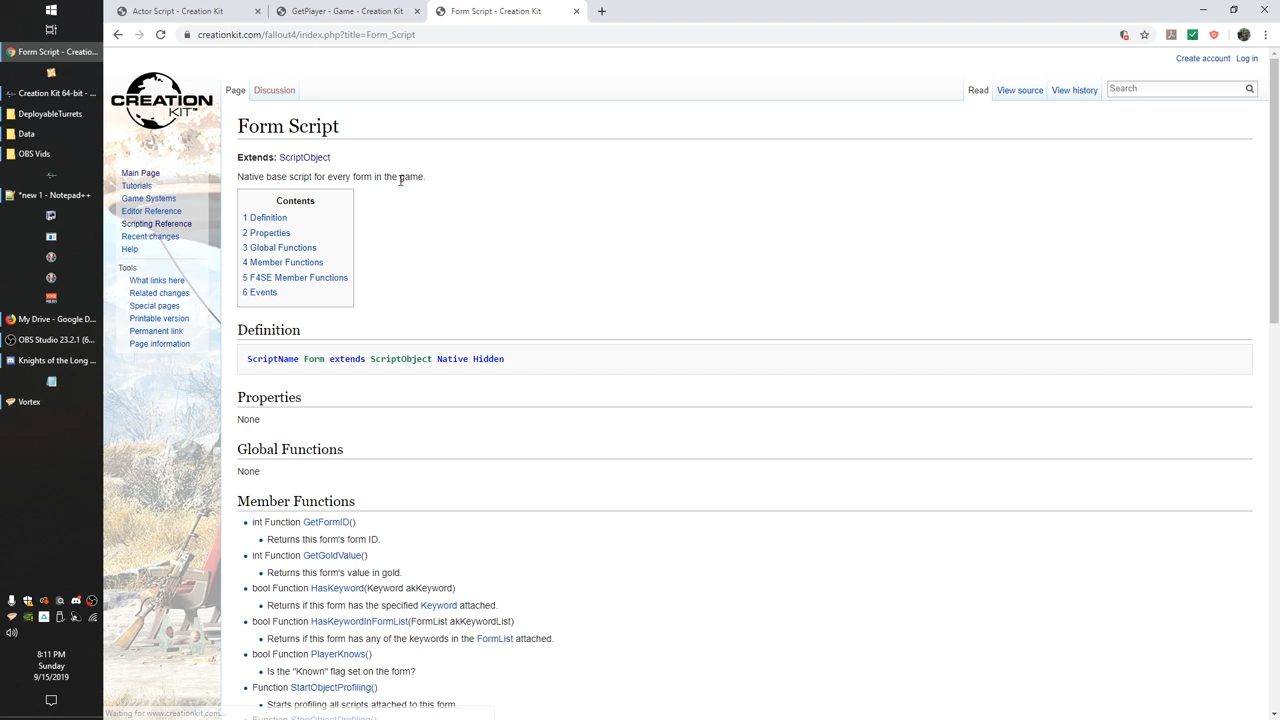 Actor Script - Creation Kit
GetPlayer - Game - Creation Kit
Form Script - Creation Kit
Form Script - Creatio...
creationkit.com/fallout4/index.php?title=Form_Script
Create account Log in
CREATION
KIT
Page Discussion
Read View source View history
Search
Creation Kit 64-bit - ...
DeployableTurrets
Data
OBS Vids
*new 1 - Notepad++
My Drive - Google D...
OBS Studio 23.2.1 (6...
Knights of the Long ...
Vortex
8:11 PM
Sunday
9/15/2019
Main Page
Tutorials
Game Systems
Editor Reference
Scripting Reference
Recent changes
Help
Tools
What links here
Related changes
Special pages
Printable version
Permanent link
Page information
Form Script
Extends: ScriptObject
Native base script for every form in the game.
Contents
1 Definition
2 Properties
3 Global Functions
4 Member Functions
5 F4SE Member Functions
6 Events
Definition
ScriptName Form extends ScriptObject Native Hidden
Properties
None
Global Functions
None
Member Functions
int Function GetFormID()
Returns this form's form ID.
int Function GetGoldValue()
Returns this form's value in gold.
bool Function HasKeyword(Keyword akKeyword)
Returns if this form has the specified Keyword attached.
bool Function HasKeywordInFormList(FormList akKeywordList)
Returns if this form has any of the keywords in the FormList attached.
bool Function PlayerKnows()
Is the "Known" flag set on the form?
Function StartObjectProfiling()
Starts profiling all scripts attached to this form.
Function StopObjectProfiling()
Waiting for www.creationkit.com...